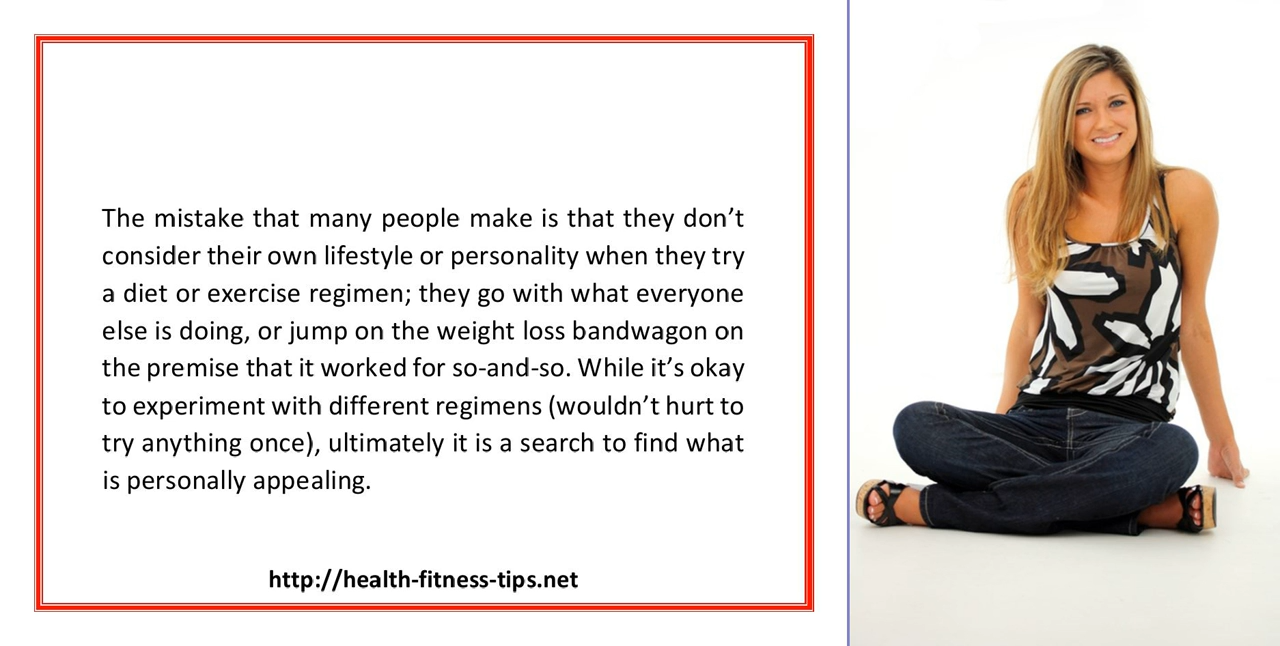 The mistake that many people make is that they don’t
consider their own lifestyle or personality when they try
a diet or exercise regimen; they go with what everyone
else is doing, or jump on the weight loss bandwagon on
the premise that it worked for so-and-so. While it’s okay
to experiment with different regimens (wouldn’t hurt to
try anything once), ultimately it is a search to find what
is personally appealing.
http://health-fitness-tips.net